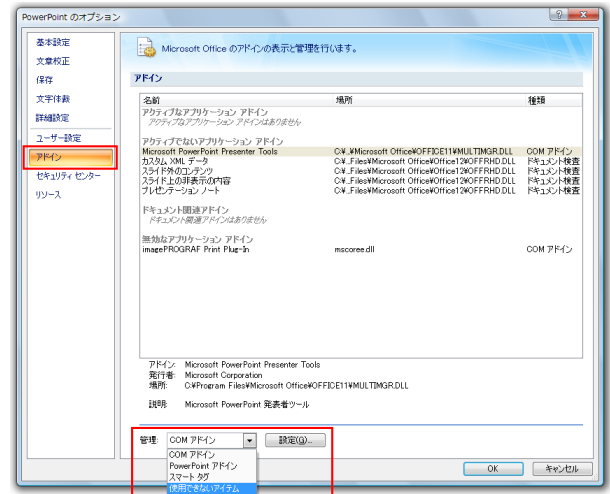 PowerPoint のオプション
基本設定
文章校正
保存
文字体裁
詳細設定
ユーザー設定
アドイン
セキュリティ センター
リソース
Microsoft Office のアドインの表示と管理を行います。
アドイン
名前 場所 種類
アクティブなアプリケーション アドイン
アクティブなアプリケーション アドインはありません
アクティブでないアプリケーション アドイン
Microsoft PowerPoint Presenter Tools C:¥..¥Microsoft Office¥OFFICE11¥MULTIMGR.DLL COM アドイン
カスタム XML データ C:¥..Files¥Microsoft Office¥Office12¥OFFRHD.DLL ドキュメント検査
スライド外のコンテンツ C:¥..Files¥Microsoft Office¥Office12¥OFFRHD.DLL ドキュメント検査
スライド上の非表示の内容 C:¥..Files¥Microsoft Office¥Office12¥OFFRHD.DLL ドキュメント検査
プレゼンテーション ノート C:¥..Files¥Microsoft Office¥Office12¥OFFRHD.DLL ドキュメント検査
ドキュメント関連アドイン
ドキュメント関連アドインはありません
無効なアプリケーション アドイン
imagePROGRAF Print Plug-In mscoree.dll COM アドイン
アドイン: Microsoft PowerPoint Presenter Tools
発行者: Microsoft Corporation
場所: C:¥Program Files¥Microsoft Office¥OFFICE11¥MULTIMGR.DLL
説明: Microsoft PowerPoint 発表者ツール
管理: COM アドイン 設定(G)...
COM アドイン
PowerPoint アドイン
スマート タグ
使用できないアイテム
OK キャンセル